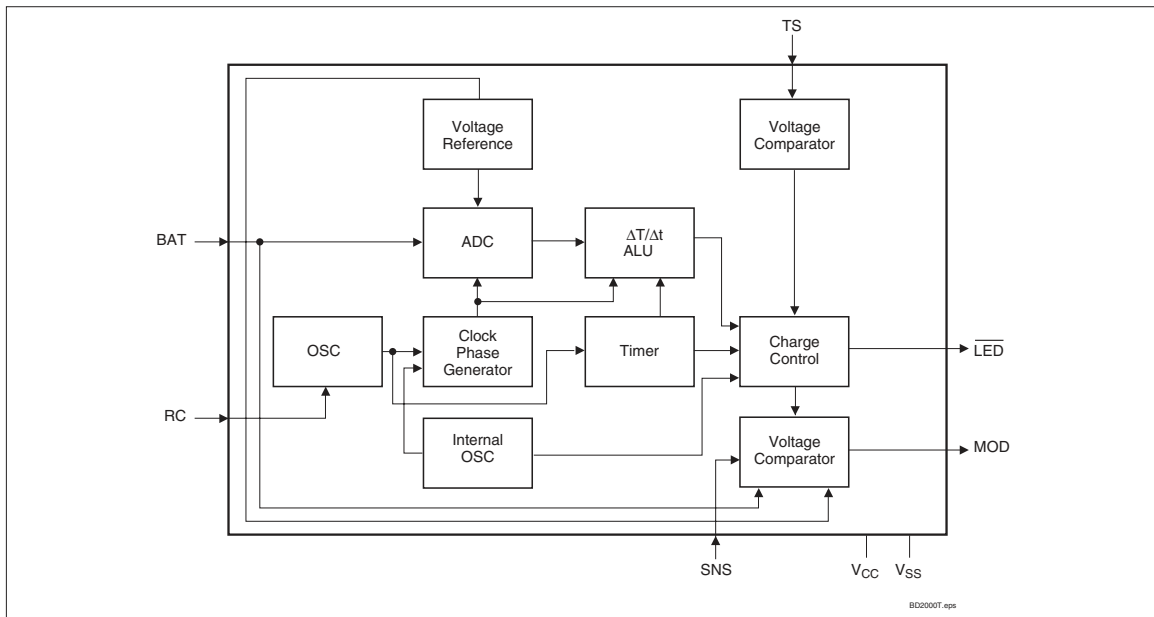 TS
Voltage
Reference
Voltage
Comparator
BAT
ADC
ΔT/Δt
ALU
OSC
Clock
Phase
Generator
Timer
Charge
Control
L̅E̅D̅
RC
Internal
OSC
Voltage
Comparator
MOD
SNS
VCC
VSS
BD2000T.eps